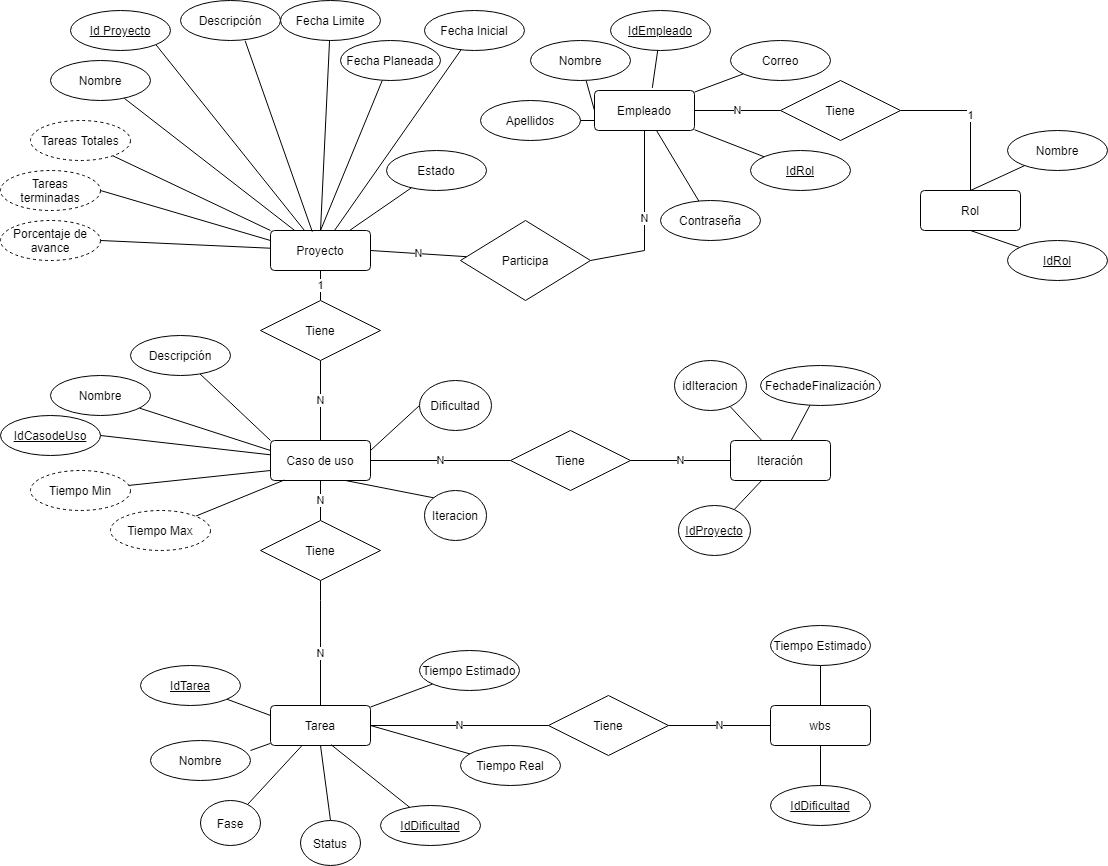 Id Proyecto
Descripción
Fecha Limite
Fecha Inicial
Fecha Planeada
Nombre
Tareas Totales
Tareas
terminadas
Porcentaje de
avance
Estado
Proyecto
N
Participa
N
IdEmpleado
Nombre
Correo
Apellidos
Empleado
N
Tiene
1
IdRol
Contraseña
Nombre
Rol
IdRol
1
Tiene
N
Descripción
Nombre
IdCasodeUso
Tiempo Min
Tiempo Max
Dificultad
Caso de uso
Iteracion
N
Tiene
N
idIteracion
FechadeFinalización
Iteración
IdProyecto
N
Tiene
N
IdTarea
Tiempo Estimado
Tarea
Nombre
Tiempo Real
Fase
Status
IdDificultad
N
Tiene
N
Tiempo Estimado
wbs
IdDificultad